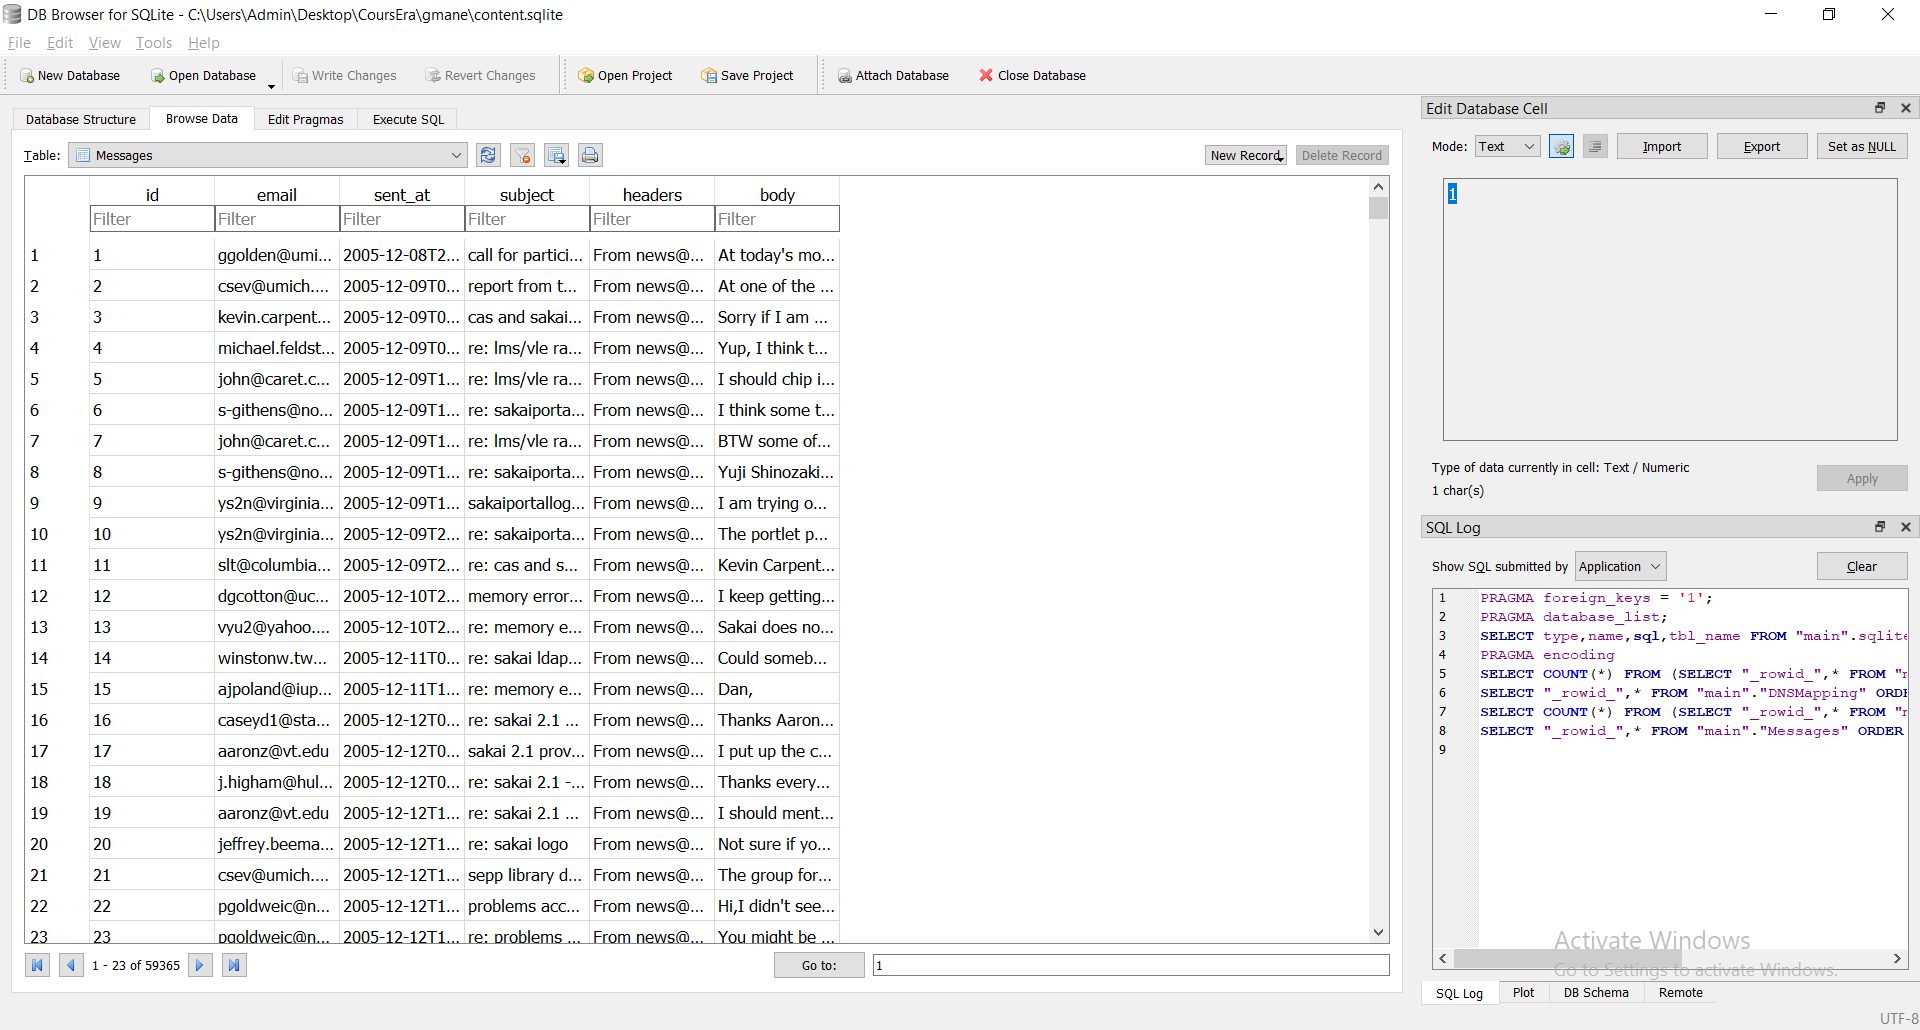 DB Browser for SQLite - C:\Users\Admin\Desktop\CoursEra\gmane\content.sqlite
File Edit View Tools Help
New Database Open Database Write Changes Revert Changes Open Project Save Project Attach Database Close Database
Database Structure Browse Data Edit Pragmas Execute SQL
Table: Messages New Record Delete Record
id email sent_at subject headers body
Filter Filter Filter Filter Filter Filter
1 1 ggolden@umi... 2005-12-08T2... call for partici... From news@... At today's mo...
2 2 csev@umich.... 2005-12-09T0... report from t... From news@... At one of the ...
3 3 kevin.carpent... 2005-12-09T0... cas and sakai... From news@... Sorry if I am ...
4 4 michael.feldst... 2005-12-09T0... re: lms/vle ra... From news@... Yup, I think t...
5 5 john@caret.c... 2005-12-09T1... re: lms/vle ra... From news@... I should chip i...
6 6 s-githens@no... 2005-12-09T1... re: sakaiporta... From news@... I think some t...
7 7 john@caret.c... 2005-12-09T1... re: lms/vle ra... From news@... BTW some of...
8 8 s-githens@no... 2005-12-09T1... re: sakaiporta... From news@... Yuji Shinozaki...
9 9 ys2n@virginia... 2005-12-09T1... sakaiportallog... From news@... I am trying o...
10 10 ys2n@virginia... 2005-12-09T2... re: sakaiporta... From news@... The portlet p...
11 11 slt@columbia... 2005-12-09T2... re: cas and s... From news@... Kevin Carpent...
12 12 dgcotton@uc... 2005-12-10T2... memory error... From news@... I keep getting...
13 13 vyu2@yahoo.... 2005-12-10T2... re: memory e... From news@... Sakai does no...
14 14 winstonw.tw... 2005-12-11T0... re: sakai ldap... From news@... Could someb...
15 15 ajpoland@iup... 2005-12-11T1... re: memory e... From news@... Dan,
16 16 caseyd1@sta... 2005-12-12T0... re: sakai 2.1 ... From news@... Thanks Aaron...
17 17 aaronz@vt.edu 2005-12-12T0... sakai 2.1 prov... From news@... I put up the c...
18 18 j.higham@hul... 2005-12-12T0... re: sakai 2.1 -... From news@... Thanks every...
19 19 aaronz@vt.edu 2005-12-12T1... re: sakai 2.1 ... From news@... I should ment...
20 20 jeffrey.beema... 2005-12-12T1... re: sakai logo From news@... Not sure if yo...
21 21 csev@umich.... 2005-12-12T1... sepp library d... From news@... The group for...
22 22 pgoldweic@n... 2005-12-12T1... problems acc... From news@... Hi,I didn't see...
23 23 pgoldweic@n... 2005-12-12T1... re: problems ... From news@... You might be ...
1 - 23 of 59365 Go to: 1
Edit Database Cell
Mode: Text Import Export Set as NULL
1
Type of data currently in cell: Text / Numeric
1 char(s)
Apply
SQL Log
Show SQL submitted by Application Clear
1 PRAGMA foreign_keys = '1';
2 PRAGMA database_list;
3 SELECT type,name,sql,tbl_name FROM "main".sqlite
4 PRAGMA encoding
5 SELECT COUNT(*) FROM (SELECT "_rowid_",* FROM "
6 SELECT "_rowid_",* FROM "main"."DNSMapping" ORD
7 SELECT COUNT(*) FROM (SELECT "_rowid_",* FROM "
8 SELECT "_rowid_",* FROM "main"."Messages" ORDER
9
Activate Windows
Go to Settings to activate Windows.
SQL Log Plot DB Schema Remote
UTF-8